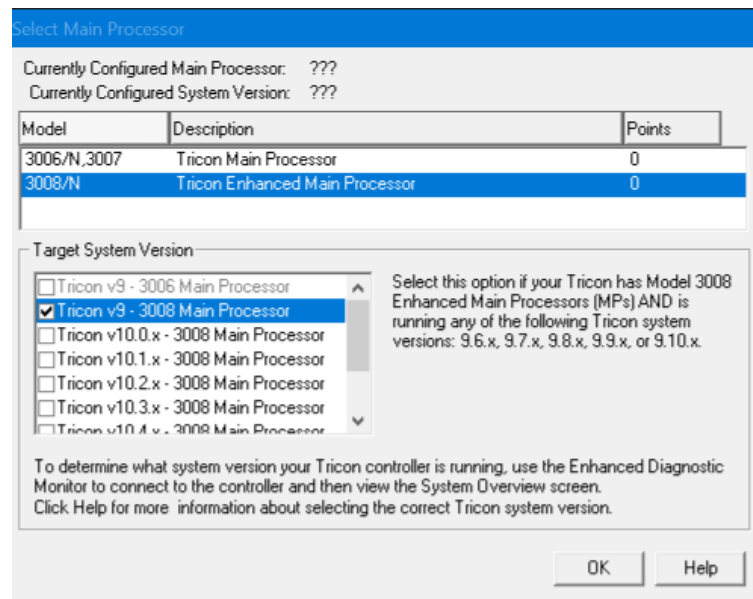 Select Main Processor
Currently Configured Main Processor: ???
Currently Configured System Version: ???
Model Description Points
3006/N,3007 Tricon Main Processor 0
3008/N Tricon Enhanced Main Processor 0
Target System Version
Tricon v9 - 3006 Main Processor
Tricon v9 - 3008 Main Processor
Tricon v10.0.x - 3008 Main Processor
Tricon v10.1.x - 3008 Main Processor
Tricon v10.2.x - 3008 Main Processor
Tricon v10.3.x - 3008 Main Processor
Tricon v10.4.x - 3008 Main Processor
Select this option if your Tricon has Model 3008
Enhanced Main Processors (MPs) AND is
running any of the following Tricon system
versions: 9.6.x, 9.7.x, 9.8.x, 9.9.x, or 9.10.x.
To determine what system version your Tricon controller is running, use the Enhanced Diagnostic
Monitor to connect to the controller and then view the System Overview screen.
Click Help for more information about selecting the correct Tricon system version.
OK Help